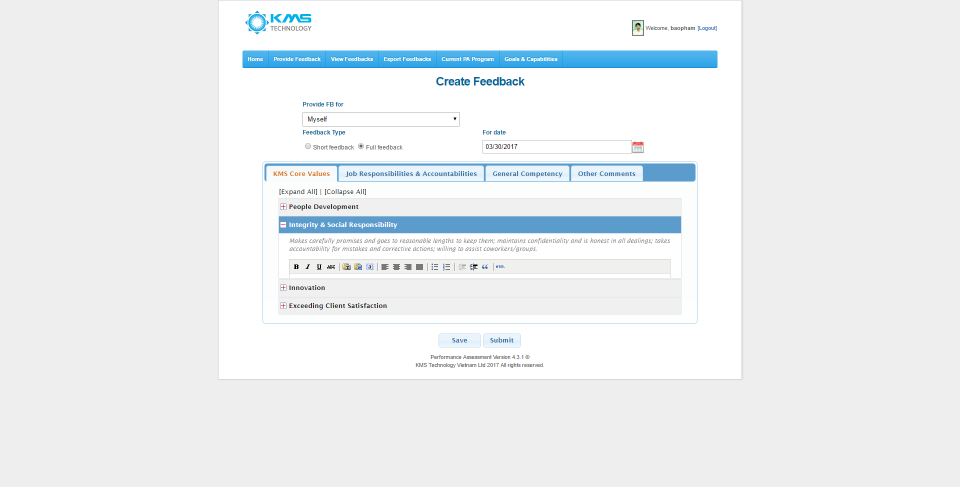 KMS
TECHNOLOGY
Welcome, baopham [Logout]
Home Provide Feedback View Feedbacks Export Feedbacks Current PA Program Goals & Capabilities
Create Feedback
Provide FB for
Myself
Feedback Type For date
Short feedback Full feedback 03/30/2017
KMS Core Values Job Responsibilities & Accountabilities General Competency Other Comments
[Expand All] | [Collapse All]
People Development
Integrity & Social Responsibility
Makes carefully promises and goes to reasonable lengths to keep them; maintains confidentiality and is honest in all dealings; takes
accountability for mistakes and corrective actions; willing to assist coworkers/groups.
B I U ABC HTML
Innovation
Exceeding Client Satisfaction
Save Submit
Performance Assessment Version 4.3.1 ®
KMS Technology Vietnam Ltd 2017 All rights reserved.